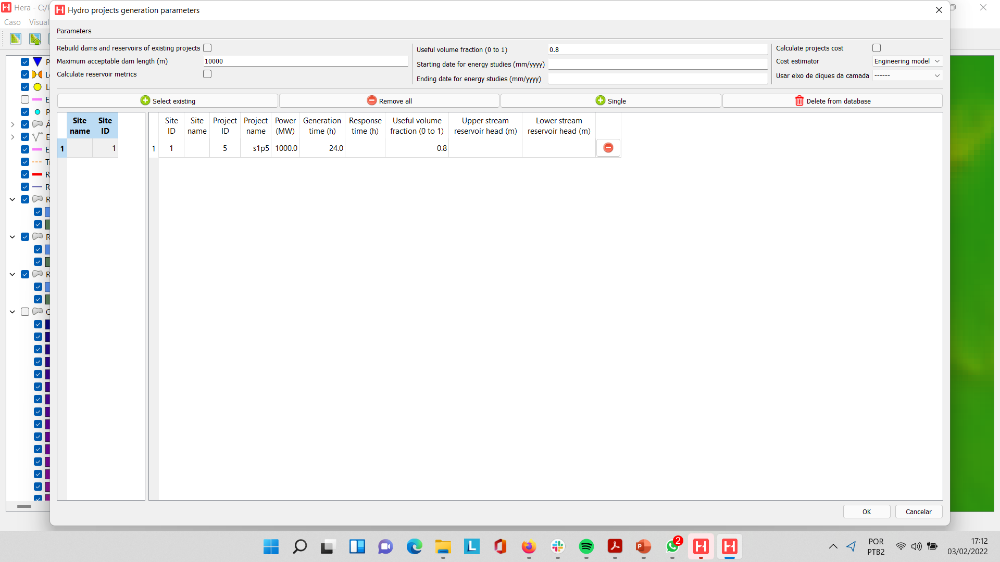 Hera - C:/
Hydro projects generation parameters
Caso Visual
Parameters
Rebuild dams and reservoirs of existing projects
Maximum acceptable dam length (m) 10000
Calculate reservoir metrics
Useful volume fraction (0 to 1) 0.8
Starting date for energy studies (mm/yyyy)
Ending date for energy studies (mm/yyyy)
Calculate projects cost
Cost estimator Engineering model
Usar eixo de diques da camada ------
Select existing Remove all Single Delete from database
Site name Site ID
1 1
Site ID Site name Project ID Project name Power (MW) Generation time (h) Response time (h) Useful volume fraction (0 to 1) Upper stream reservoir head (m) Lower stream reservoir head (m)
1 1 5 s1p5 1000.0 24.0 0.8
OK Cancelar
2
POR
PTB2
17:12
03/02/2022